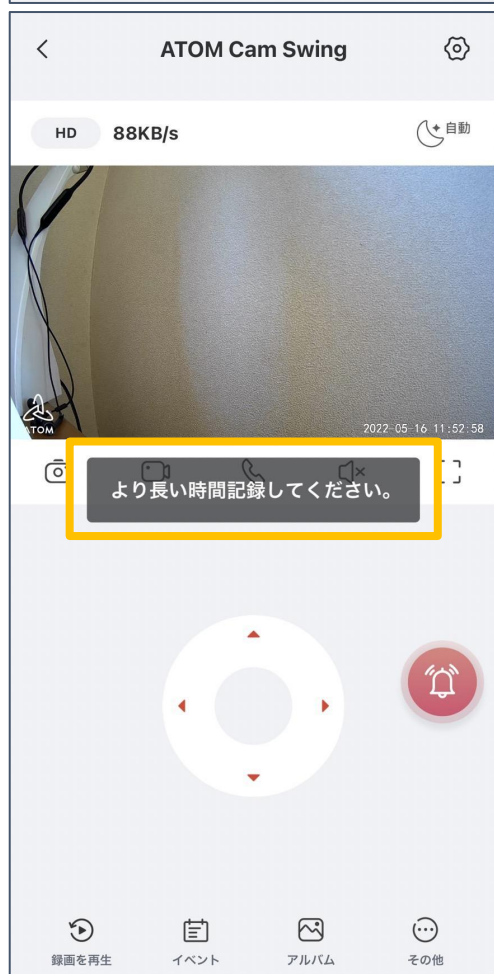 ATOM Cam Swing
HD 88KB/s 自動
ATOM
2022-05-16 11:52:58
より長い時間記録してください。
録画を再生 イベント アルバム その他